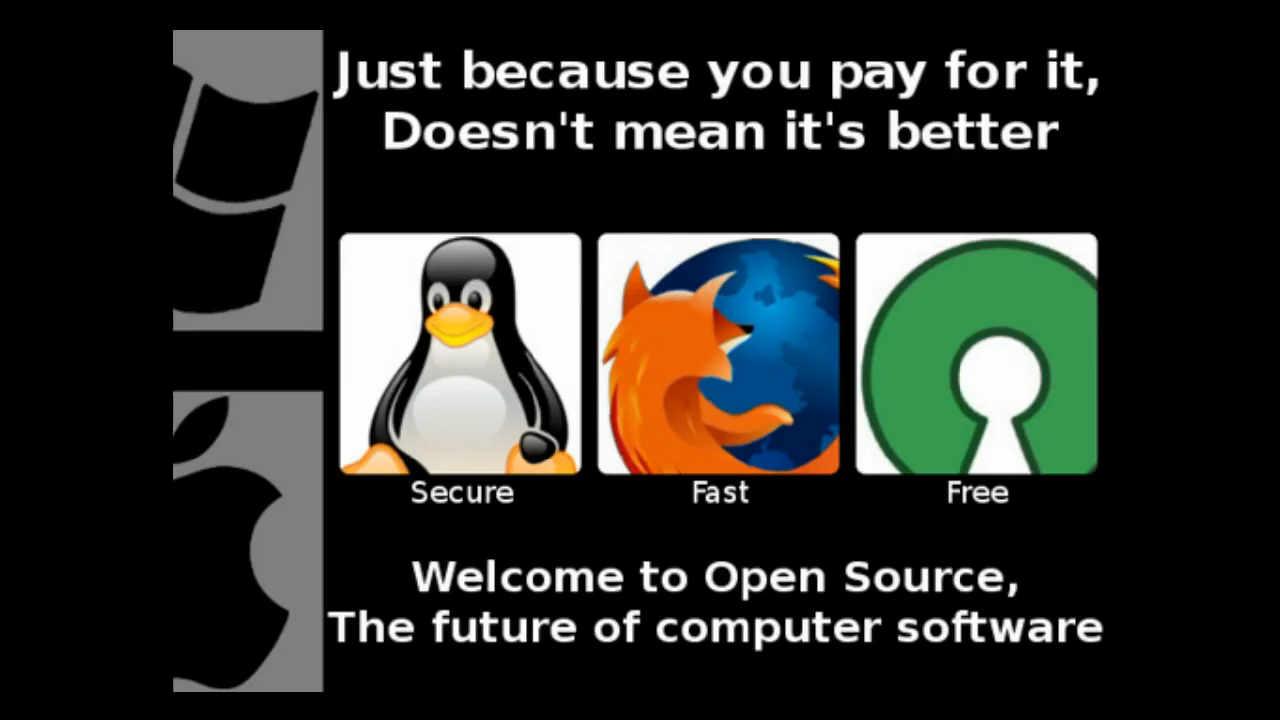 Just because you pay for it,
Doesn't mean it's better
Secure Fast Free
Welcome to Open Source,
The future of computer software